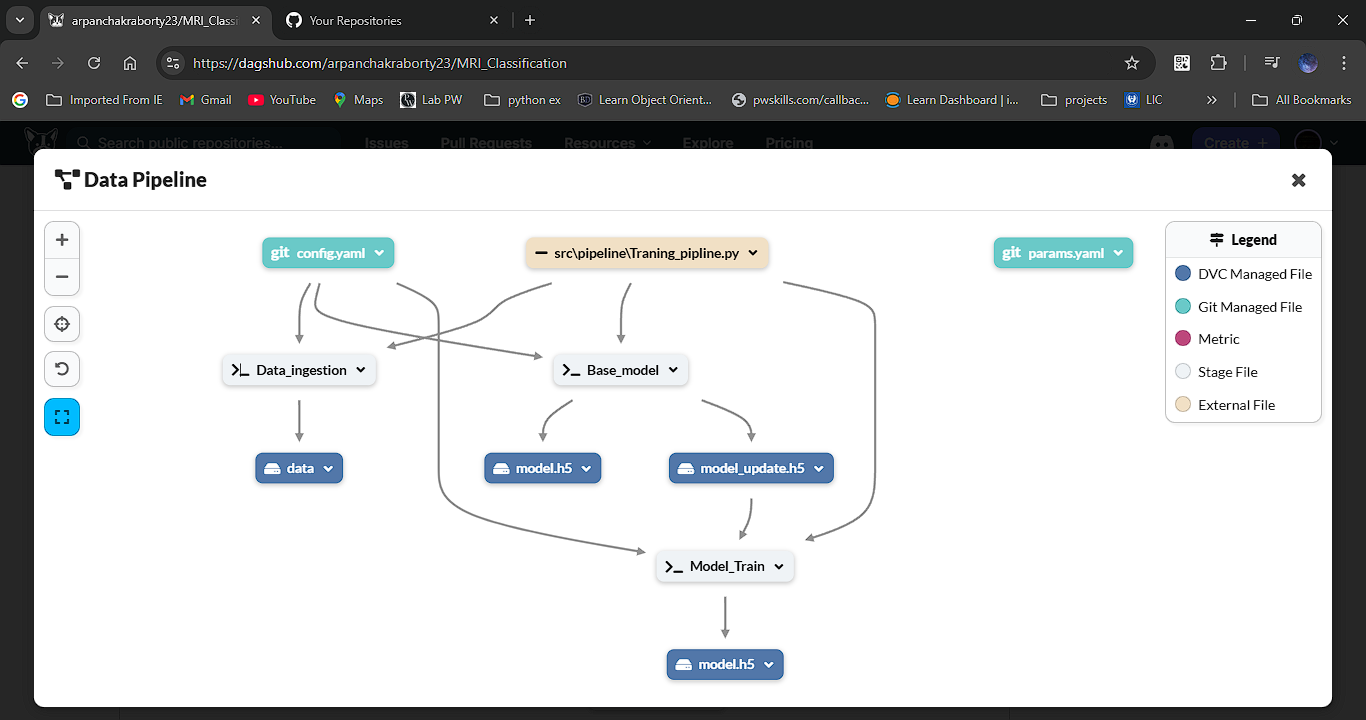 arpanchakraborty23/MRI_Classi
Your Repositories
https://dagshub.com/arpanchakraborty23/MRI_Classification
Imported From IE
Gmail
YouTube
Maps
Lab PW
python ex
Learn Object Orient...
pwskills.com/callbac...
Learn Dashboard | i...
projects
LIC
All Bookmarks
Search public repositories...
Issues
Pull Requests
Resources
Explore
Pricing
Create +
Data Pipeline
git config.yaml
src\pipeline\Traning_pipline.py
git params.yaml
Legend
DVC Managed File
Git Managed File
Metric
Stage File
External File
Data_ingestion
Base_model
data
model.h5
model_update.h5
Model_Train
model.h5